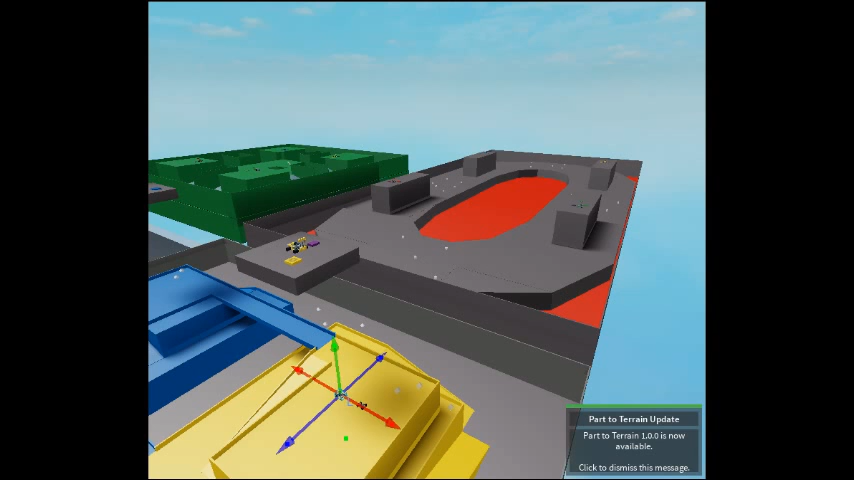 Part to Terrain Update
Part to Terrain 1.0.0 is now
available.
Click to dismiss this message.